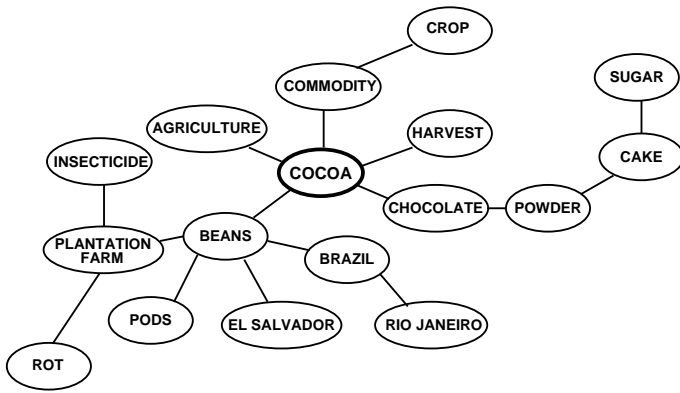 CROP
COMMODITY
SUGAR
AGRICULTURE
HARVEST
INSECTICIDE
CAKE
COCOA
CHOCOLATE
POWDER
PLANTATION
FARM
BEANS
BRAZIL
PODS
EL SALVADOR
RIO JANEIRO
ROT